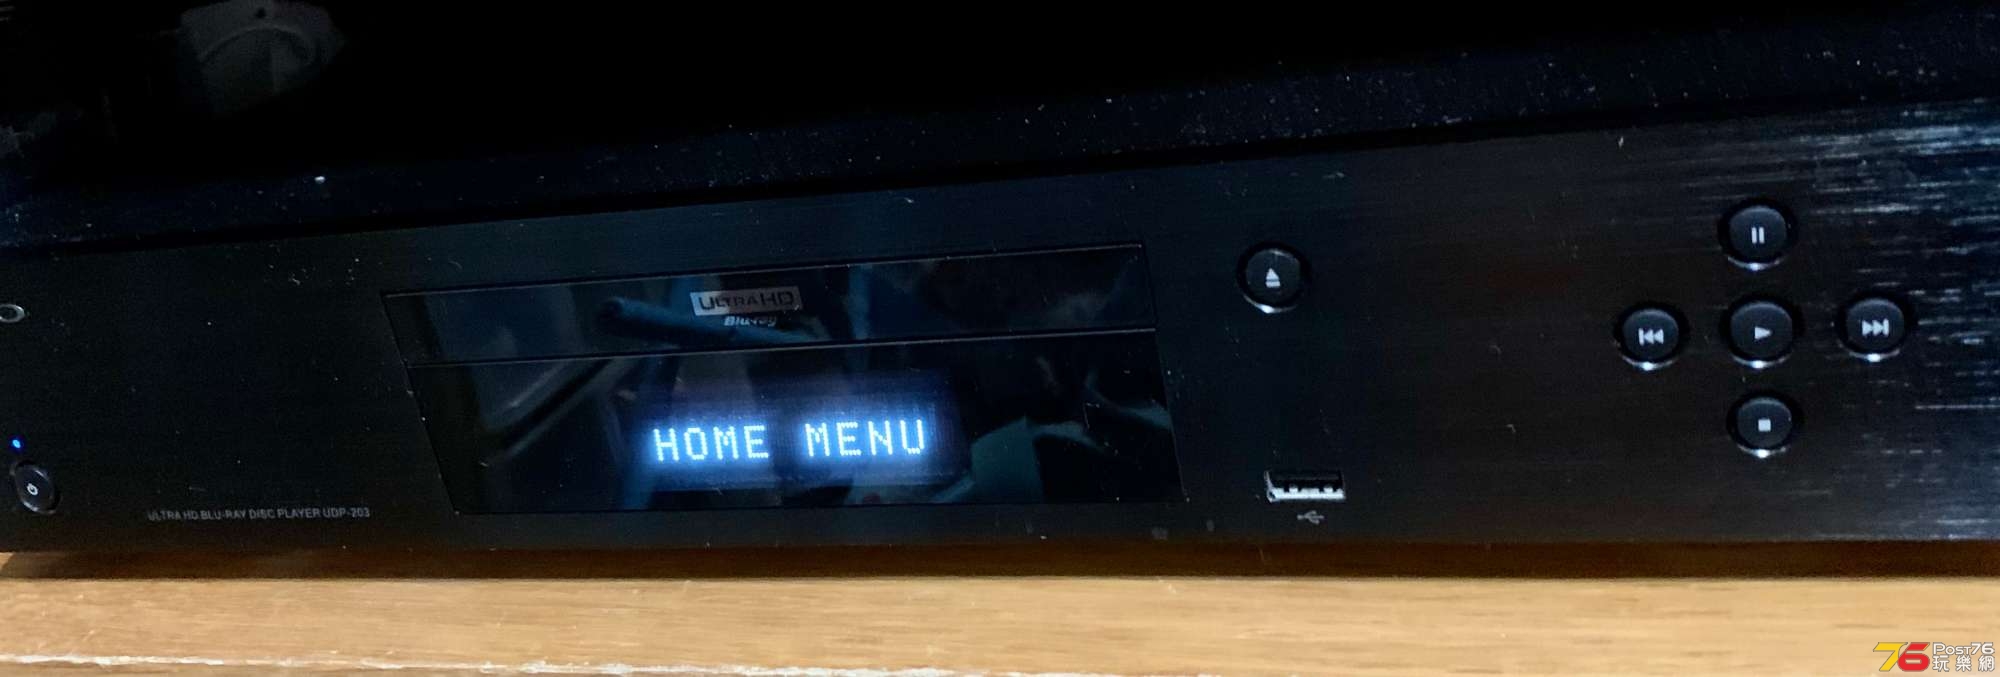 ULTRA HD
Blu-ray
HOME MENU
ULTRA HD BLU-RAY DISC PLAYER UDP-203
76 Post76
玩樂網